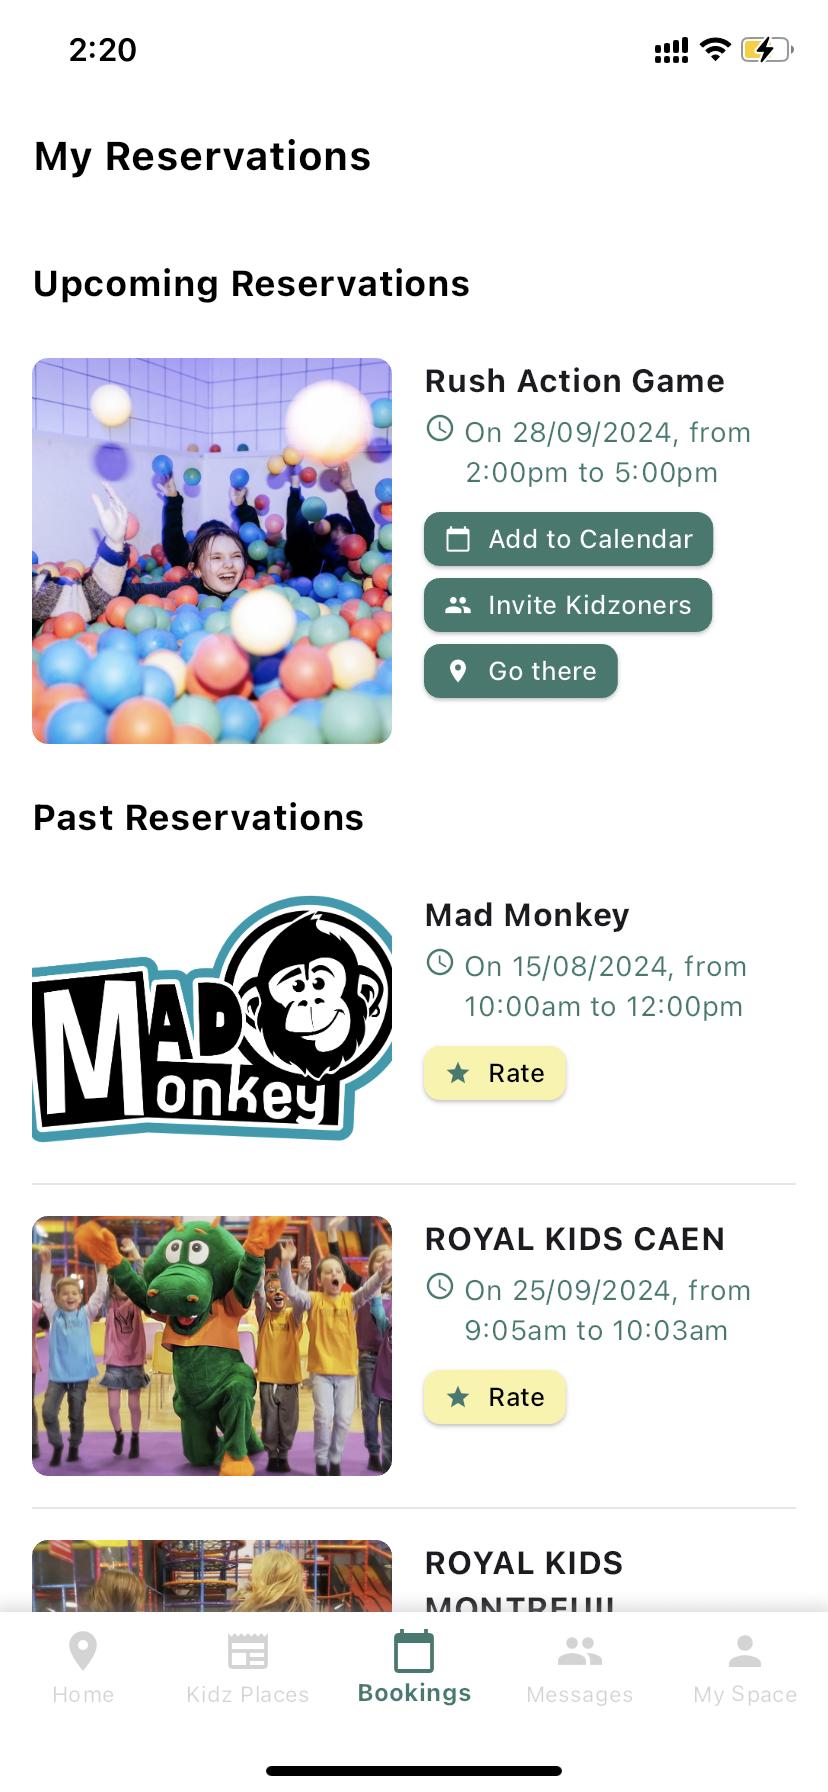 2:20
My Reservations
Upcoming Reservations
Rush Action Game
On 28/09/2024, from
2:00pm to 5:00pm
Add to Calendar
Invite Kidzoners
Go there
Past Reservations
MAD
Monkey
Mad Monkey
On 15/08/2024, from
10:00am to 12:00pm
Rate
ROYAL KIDS CAEN
On 25/09/2024, from
9:05am to 10:03am
Rate
ROYAL KIDS
MONTREUIL
Home
Kidz Places
Bookings
Messages
My Space